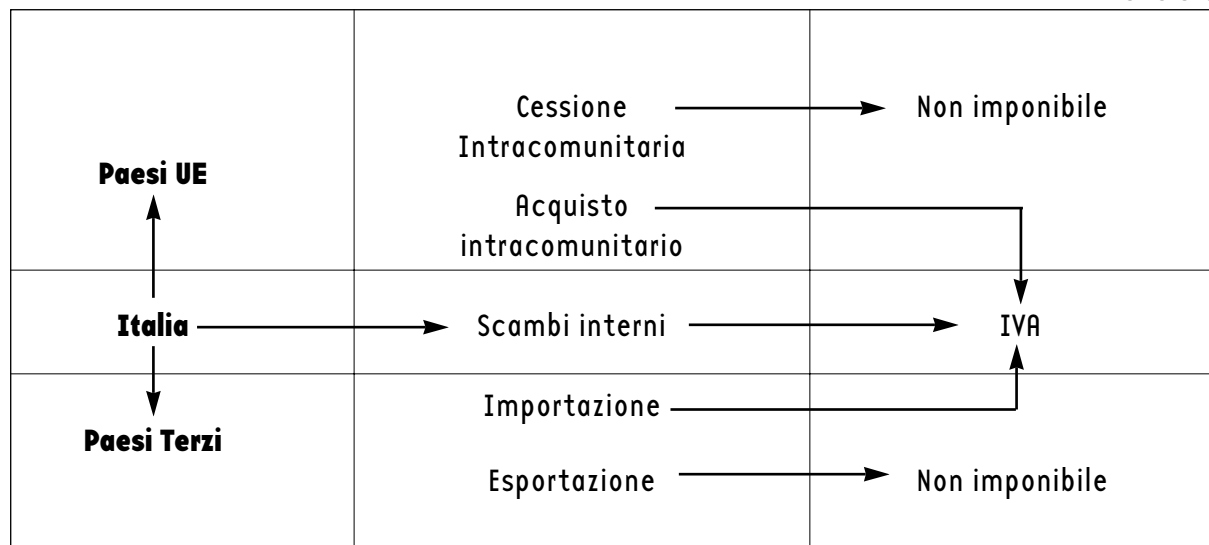 Cessione
Intracomunitaria
Non imponibile
Paesi UE
Acquisto
intracomunitario
Italia
Scambi interni
IVA
Importazione
Paesi Terzi
Esportazione
Non imponibile